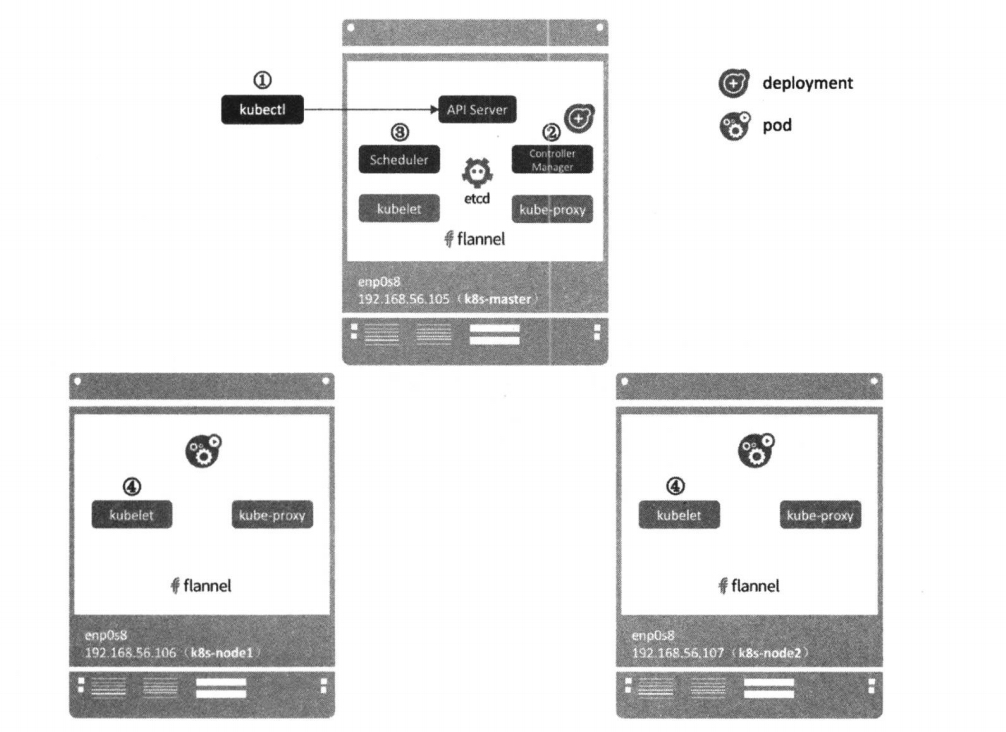 ①
kubectl
API Server
deployment
pod
③
Scheduler
②
Controller
Manager
etcd
kubelet
kube-proxy
flannel
enp0s8
192.168.56.105（k8s-master）
④
kubelet
kube-proxy
flannel
enp0s8
192.168.56.106（k8s-node1）
④
kubelet
kube-proxy
flannel
enp0s8
192.168.56.107（k8s-node2）